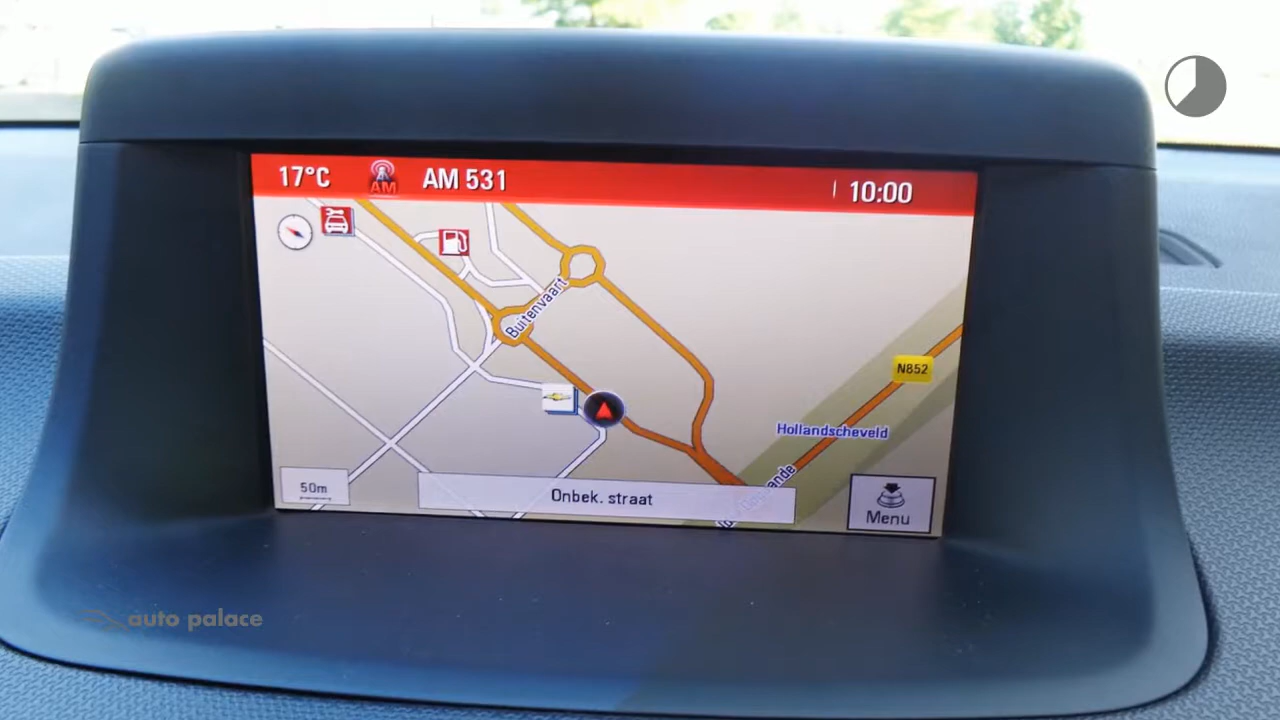 17°C AM AM 531 10:00
Buitenvaart
N852
Hollandscheveld
50m
Onbek. straat
Menu
auto palace